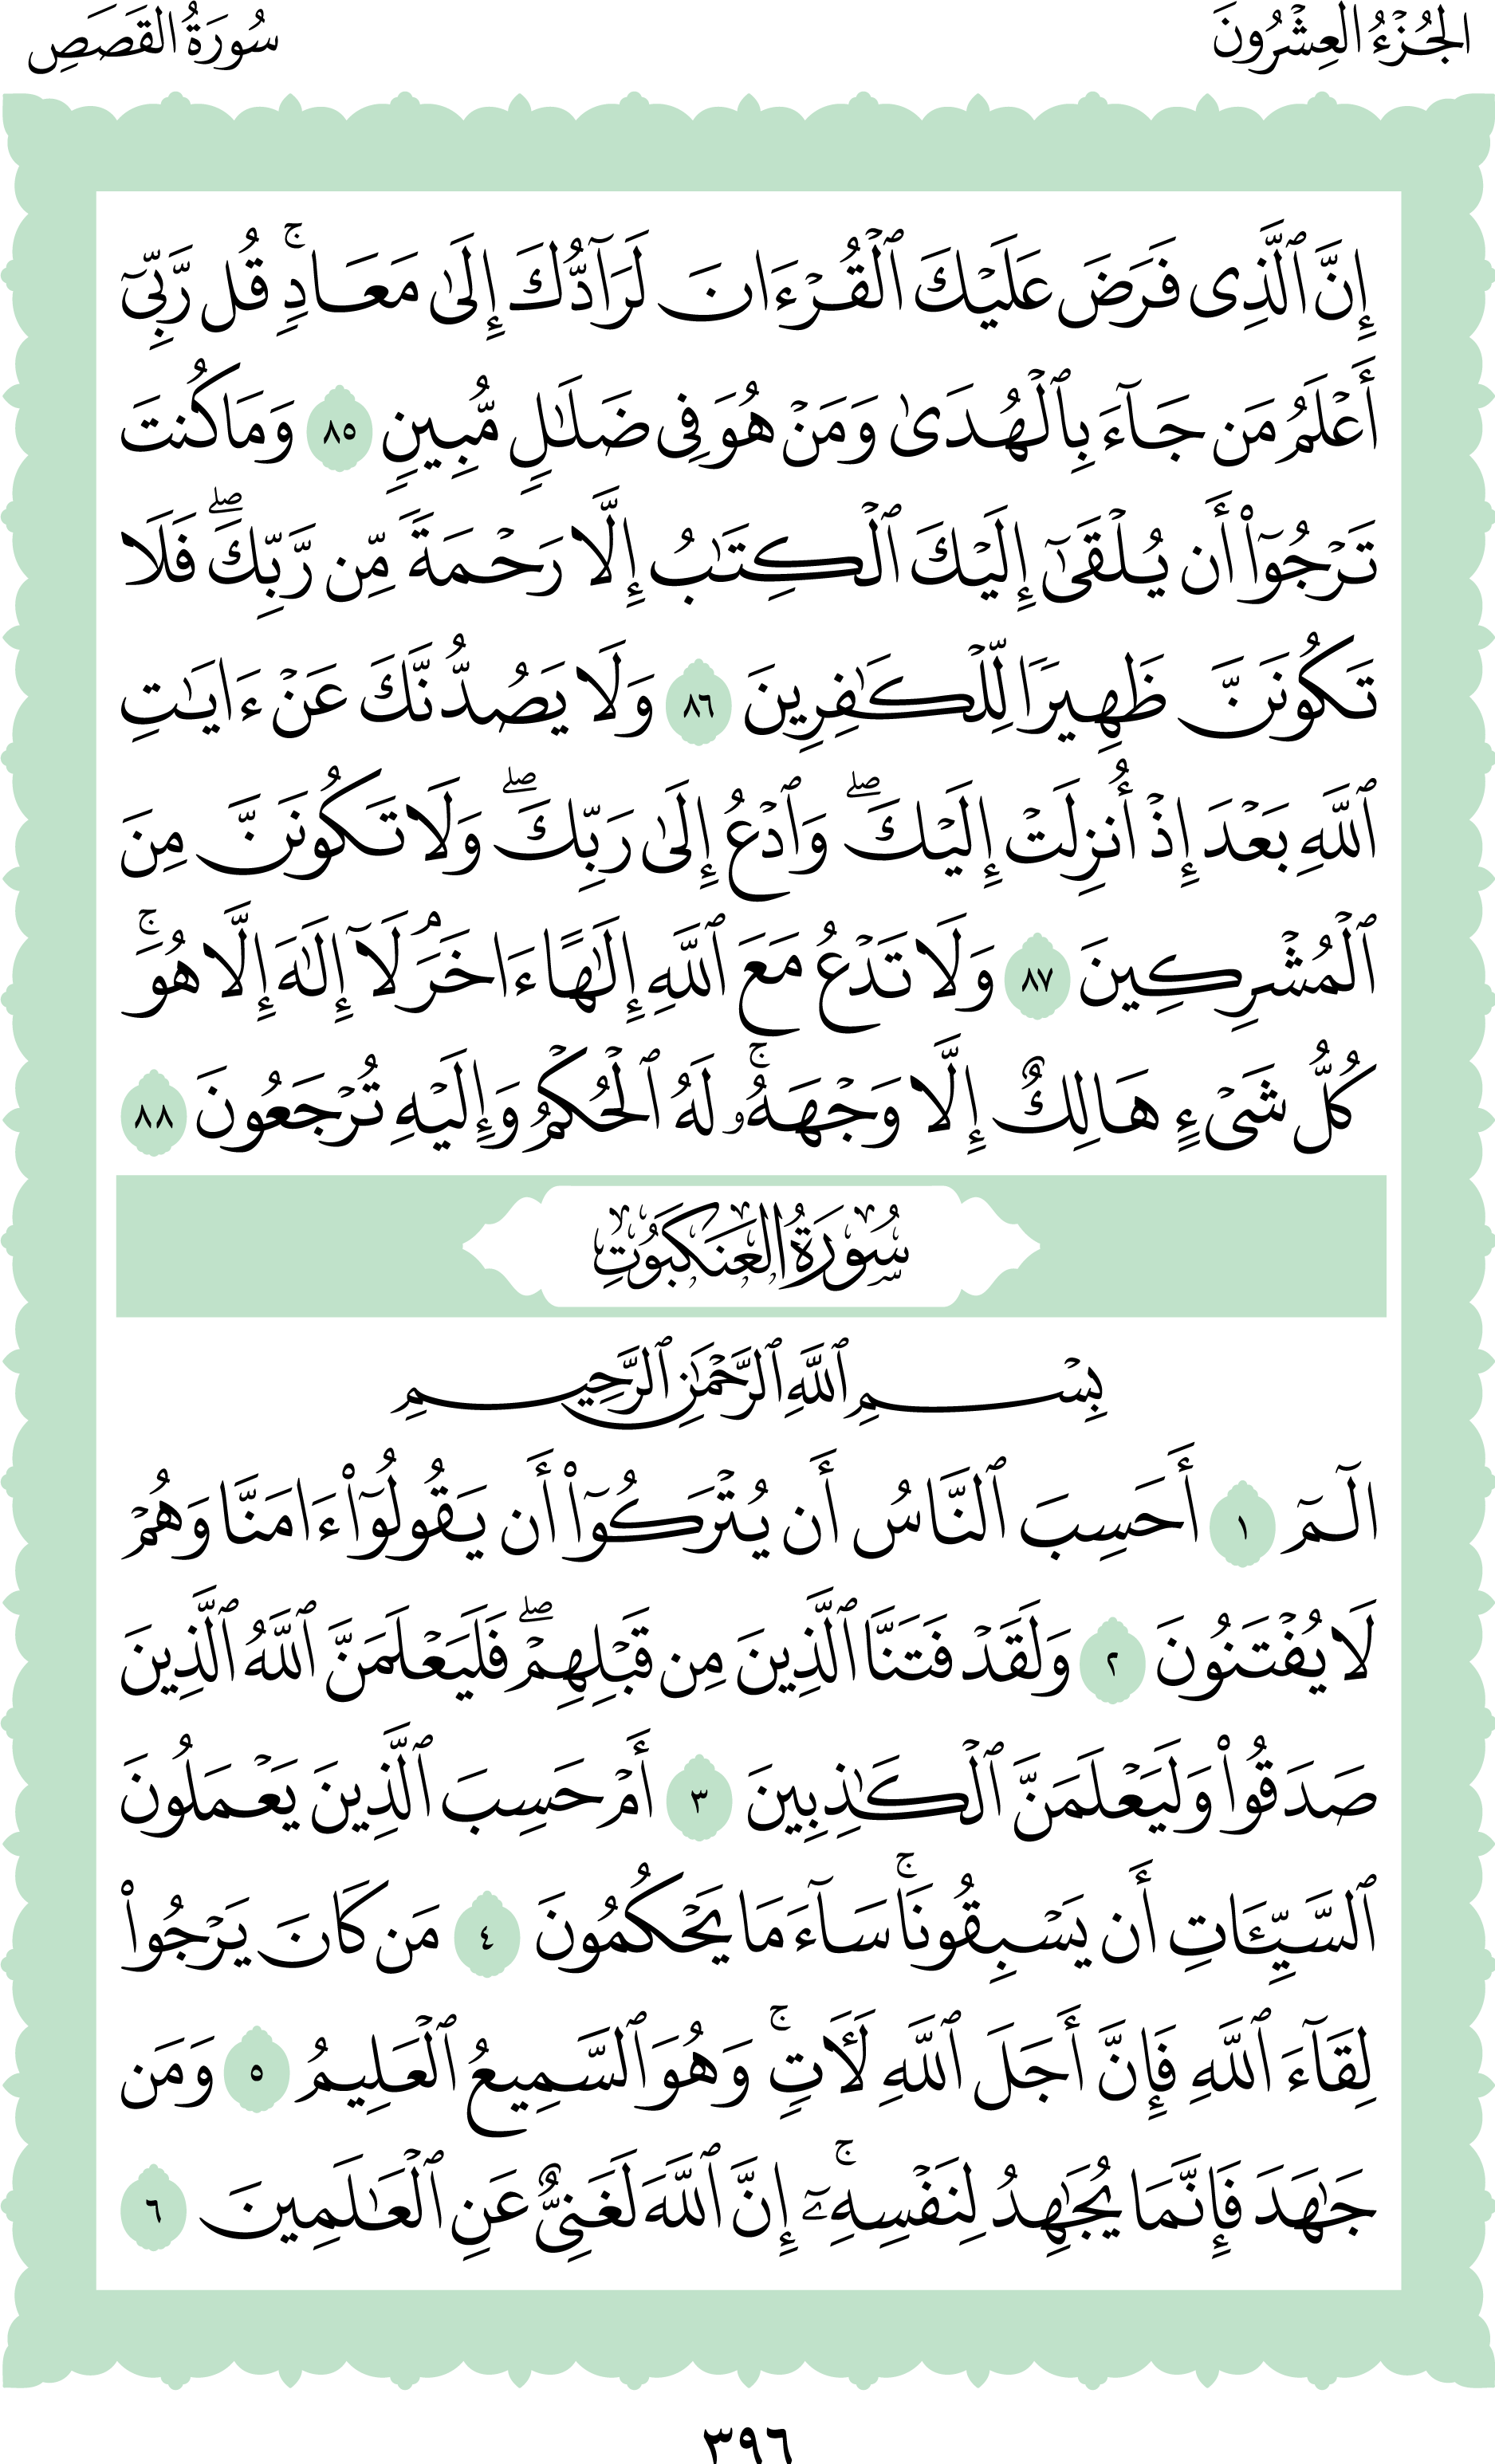 الجُزْءُ العِشْرُونَ سُورَةُ القَصَصِ
إِنَّ ٱلَّذِى فَرَضَ عَلَيْكَ ٱلْقُرْءَانَ لَرَآدُّكَ إِلَىٰ مَعَادٍ ۚ قُل رَّبِّىٓ
أَعْلَمُ مَن جَآءَ بِٱلْهُدَىٰ وَمَنْ هُوَ فِى ضَلَـٰلٍ مُّبِينٍ ٨٥ وَمَا كُنتَ
تَرْجُوٓا۟ أَن يُلْقَىٰٓ إِلَيْكَ ٱلْكِتَـٰبُ إِلَّا رَحْمَةً مِّن رَّبِّكَ ۖ فَلَا
تَكُونَنَّ ظَهِيرًا لِّلْكَـٰفِرِينَ ٨٦ وَلَا يَصُدُّنَّكَ عَنْ ءَايَـٰتِ
ٱللَّهِ بَعْدَ إِذْ أُنزِلَتْ إِلَيْكَ ۖ وَٱدْعُ إِلَىٰ رَبِّكَ ۖ وَلَا تَكُونَنَّ مِنَ
ٱلْمُشْرِكِينَ ٨٧ وَلَا تَدْعُ مَعَ ٱللَّهِ إِلَـٰهًا ءَاخَرَ ۘ لَآ إِلَـٰهَ إِلَّا هُوَ ۚ
كُلُّ شَىْءٍ هَالِكٌ إِلَّا وَجْهَهُۥ ۚ لَهُ ٱلْحُكْمُ وَإِلَيْهِ تُرْجَعُونَ ٨٨
سُورَةُ العَنكَبُوتِ
بِسْمِ ٱللَّهِ ٱلرَّحْمَـٰنِ ٱلرَّحِيمِ
الٓمٓ ١ أَحَسِبَ ٱلنَّاسُ أَن يُتْرَكُوٓا۟ أَن يَقُولُوٓا۟ ءَامَنَّا وَهُمْ
لَا يُفْتَنُونَ ٢ وَلَقَدْ فَتَنَّا ٱلَّذِينَ مِن قَبْلِهِمْ ۖ فَلَيَعْلَمَنَّ ٱللَّهُ ٱلَّذِينَ
صَدَقُوا۟ وَلَيَعْلَمَنَّ ٱلْكَـٰذِبِينَ ٣ أَمْ حَسِبَ ٱلَّذِينَ يَعْمَلُونَ
ٱلسَّيِّـَٔاتِ أَن يَسْبِقُونَا ۚ سَآءَ مَا يَحْكُمُونَ ٤ مَن كَانَ يَرْجُوا۟
لِقَآءَ ٱللَّهِ فَإِنَّ أَجَلَ ٱللَّهِ لَـَٔاتٍ ۚ وَهُوَ ٱلسَّمِيعُ ٱلْعَلِيمُ ٥ وَمَن
جَـٰهَدَ فَإِنَّمَا يُجَـٰهِدُ لِنَفْسِهِۦٓ ۚ إِنَّ ٱللَّهَ لَغَنِىٌّ عَنِ ٱلْعَـٰلَمِينَ ٦
٣٩٦